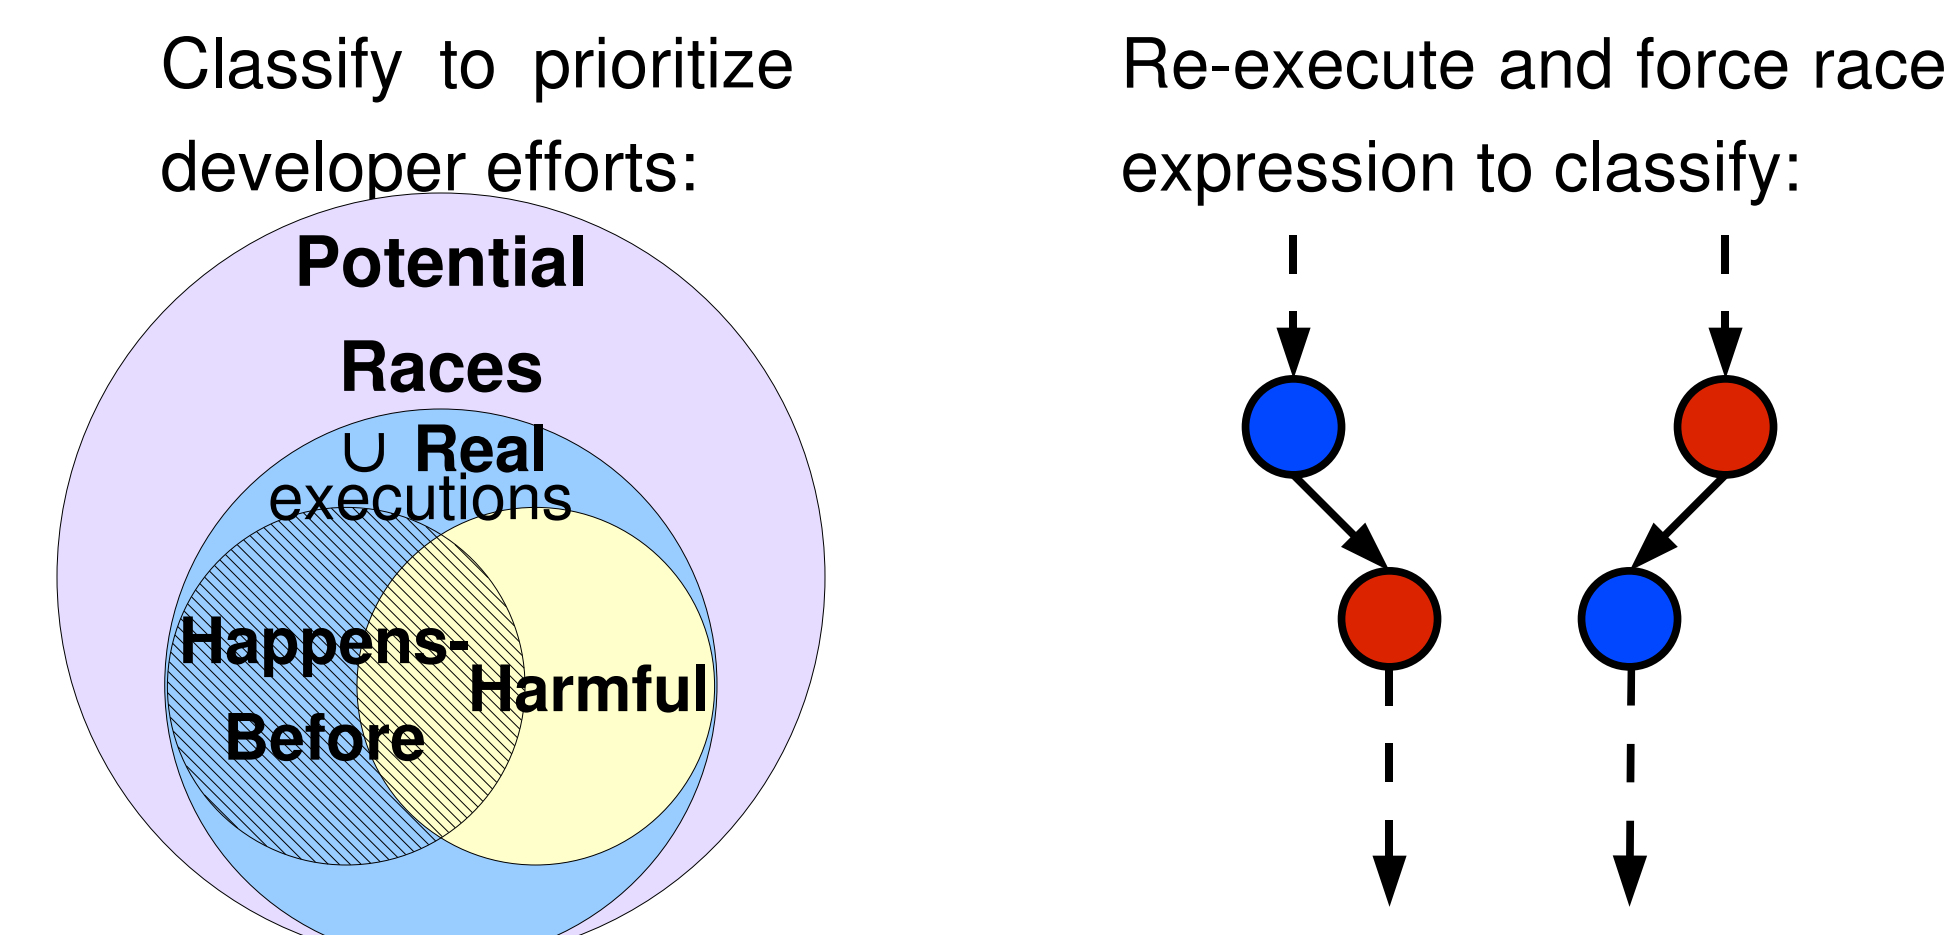 Classify to prioritize
developer efforts:
Potential
Races
∪ Real
executions
Happens-
Before
Harmful
Re-execute and force race
expression to classify: